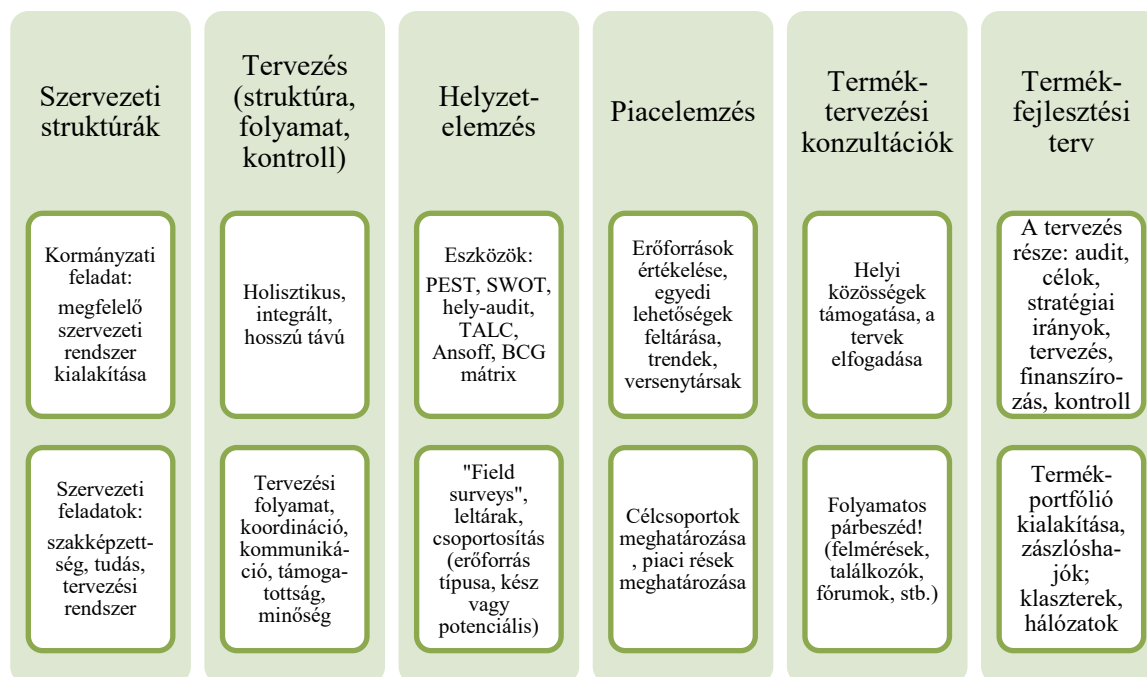 Szervezeti
struktúrák
Kormányzati
feladat:
megfelelő
szervezeti
rendszer
kialakítása
Szervezeti
feladatok:
szakképzett-
ség, tudás,
tervezési
rendszer
Tervezés
(struktúra,
folyamat,
kontroll)
Holisztikus,
integrált,
hosszú távú
Tervezési
folyamat,
koordináció,
kommuniká-
ció, támoga-
tottság,
minőség
Helyzet-
elemzés
Eszközök:
PEST, SWOT,
hely-audit,
TALC,
Ansoff, BCG
mátrix
"Field
surveys",
leltárak,
csoportosítás
(erőforrás
típusa, kész
vagy
potenciális)
Piacelemzés
Erőforrások
értékelése,
egyedi
lehetőségek
feltárása,
trendek,
versenytársak
Célcsoportok
meghatározása
, piaci rések
meghatározása
Termék-
tervezési
konzultációk
Helyi
közösségek
támogatása, a
tervek
elfogadása
Folyamatos
párbeszéd!
(felmérések,
találkozók,
fórumok, stb.)
Termék-
fejlesztési
terv
A tervezés
része: audit,
célok,
stratégiai
irányok,
tervezés,
finanszíro-
zás, kontroll
Termék-
portfólió
kialakítása,
zászlósha-
jók;
klaszterek,
hálózatok